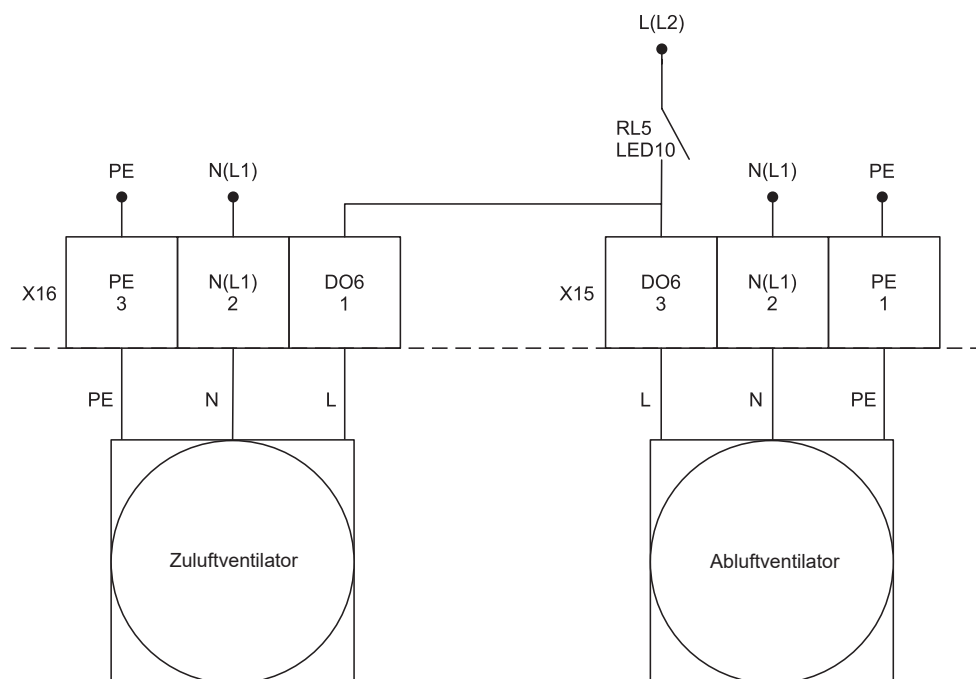 L(L2)
RL5
LED10
PE
N(L1)
N(L1)
PE
X16
PE
3
N(L1)
2
DO6
1
X15
DO6
3
N(L1)
2
PE
1
PE
N
L
L
N
PE
Zuluftventilator
Abluftventilator